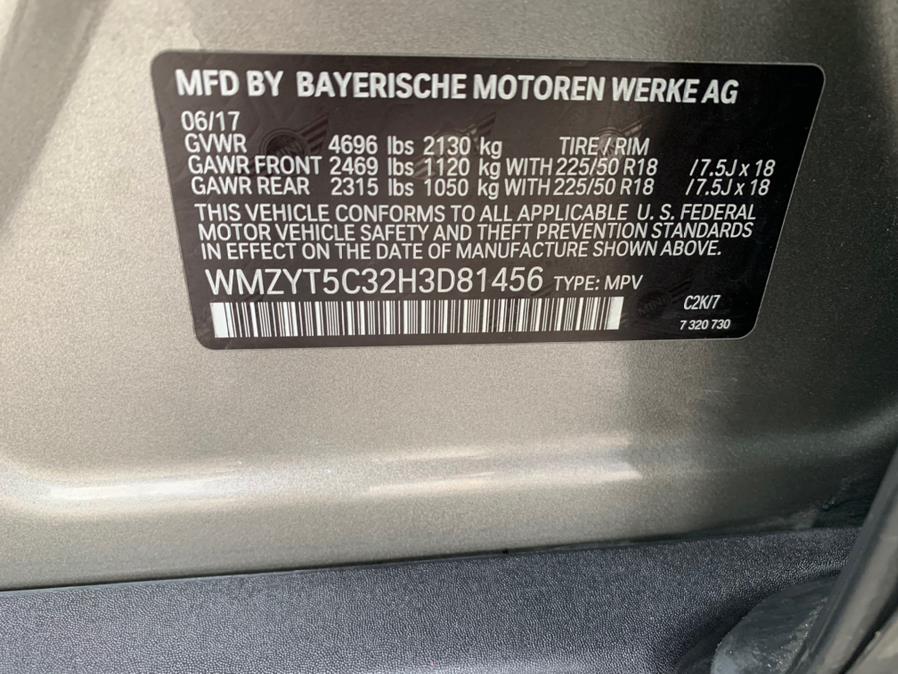 MFD BY BAYERISCHE MOTOREN WERKE AG
06/17
GVWR 4696 lbs 2130 kg TIRE / RIM
GAWR FRONT 2469 lbs 1120 kg WITH 225/50 R18 / 7.5J x 18
GAWR REAR 2315 lbs 1050 kg WITH 225/50 R18 / 7.5J x 18
THIS VEHICLE CONFORMS TO ALL APPLICABLE U. S. FEDERAL
MOTOR VEHICLE SAFETY AND THEFT PREVENTION STANDARDS
IN EFFECT ON THE DATE OF MANUFACTURE SHOWN ABOVE.
WMZYT5C32H3D81456 TYPE: MPV
C2K/7
7 320 730